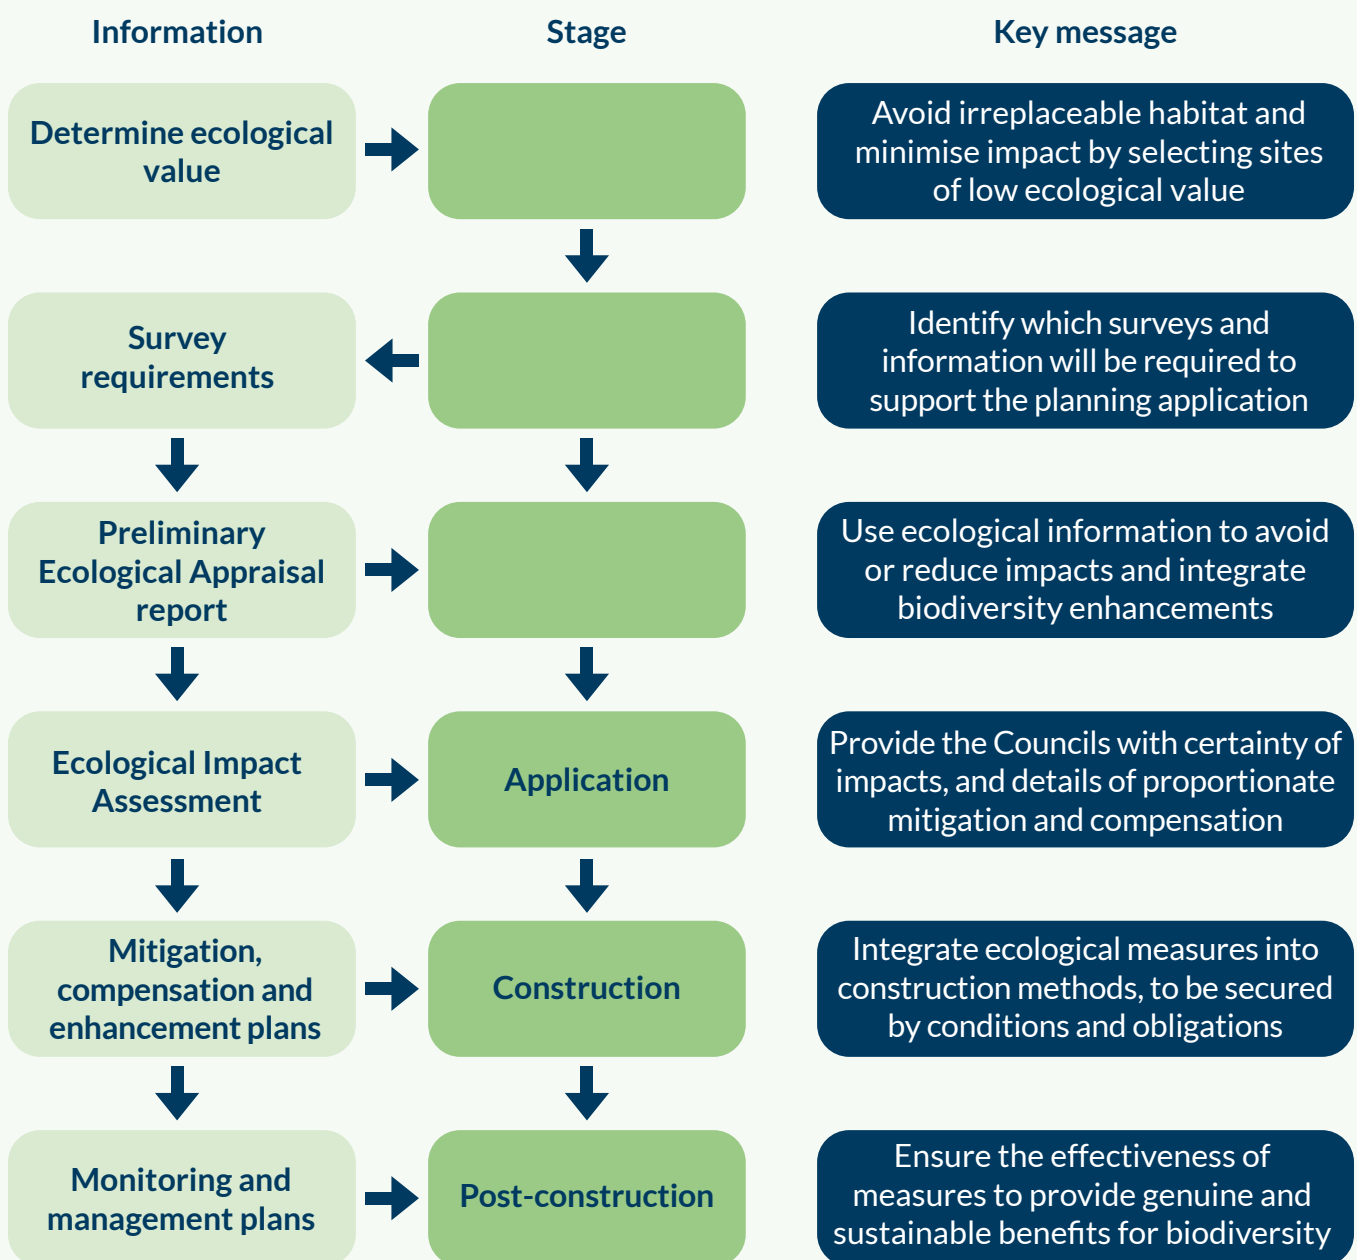 Information
Stage
Key message
Determine ecological
value
Avoid irreplaceable habitat and
minimise impact by selecting sites
of low ecological value
Survey
requirements
Identify which surveys and
information will be required to
support the planning application
Preliminary
Ecological Appraisal
report
Use ecological information to avoid
or reduce impacts and integrate
biodiversity enhancements
Ecological Impact
Assessment
Application
Provide the Councils with certainty of
impacts, and details of proportionate
mitigation and compensation
Mitigation,
compensation and
enhancement plans
Construction
Integrate ecological measures into
construction methods, to be secured
by conditions and obligations
Monitoring and
management plans
Post-construction
Ensure the effectiveness of
measures to provide genuine and
sustainable benefits for biodiversity